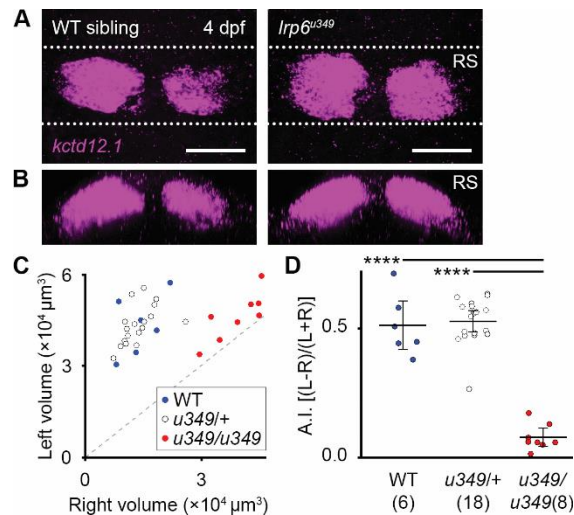 A
WT sibling 4 dpf
lrp6u349
RS
kctd12.1
B
RS
C
D
Left volume (×10⁴ μm³)
6
3
0
0
3
Right volume (×10⁴ μm³)
WT
u349/+
u349/u349
A.I. [(L-R)/(L+R)]
****
****
0.5
0.0
WT
(6)
u349/+
(18)
u349/
u349(8)